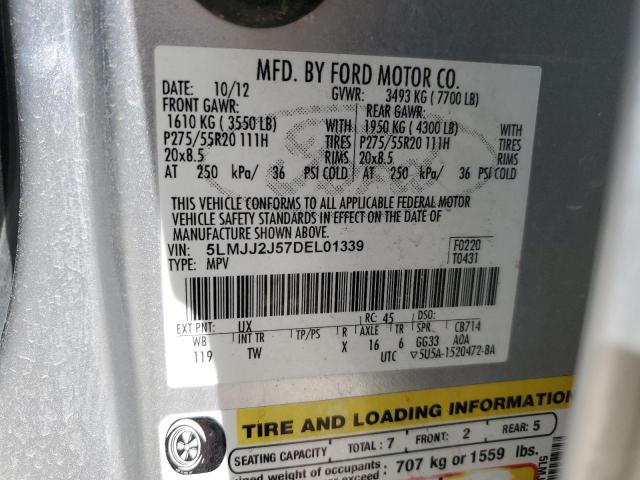 MFD. BY FORD MOTOR CO.
DATE: 10/12 GVWR: 3493 KG ( 7700 LB)
FRONT GAWR: REAR GAWR:
1610 KG ( 3550 LB) WITH 1950 KG ( 4300 LB) WITH
P275/55R20 111H TIRES P275/55R20 111H TIRES
20x8.5 RIMS 20x8.5 RIMS
AT 250 kPa/ 36 PSI COLD AT 250 kPa/ 36 PSI COLD
THIS VEHICLE CONFORMS TO ALL APPLICABLE FEDERAL MOTOR
VEHICLE SAFETY STANDARDS IN EFFECT ON THE DATE OF
MANUFACTURE SHOWN ABOVE.
VIN: 5LMJJ2J57DEL01339 F0220
TYPE: MPV T0431
EXT PNT: UX RC: 45 DSO:
WB INT TR TP/PS R AXLE TR SPR CB714
119 TW X 16 6 GG33 A0A
UTC ▽5U5A-1520472-BA
TIRE AND LOADING INFORMATION
SEATING CAPACITY TOTAL: 7 FRONT: 2 REAR: 5
weight of occupants 707 kg or 1559 lbs.